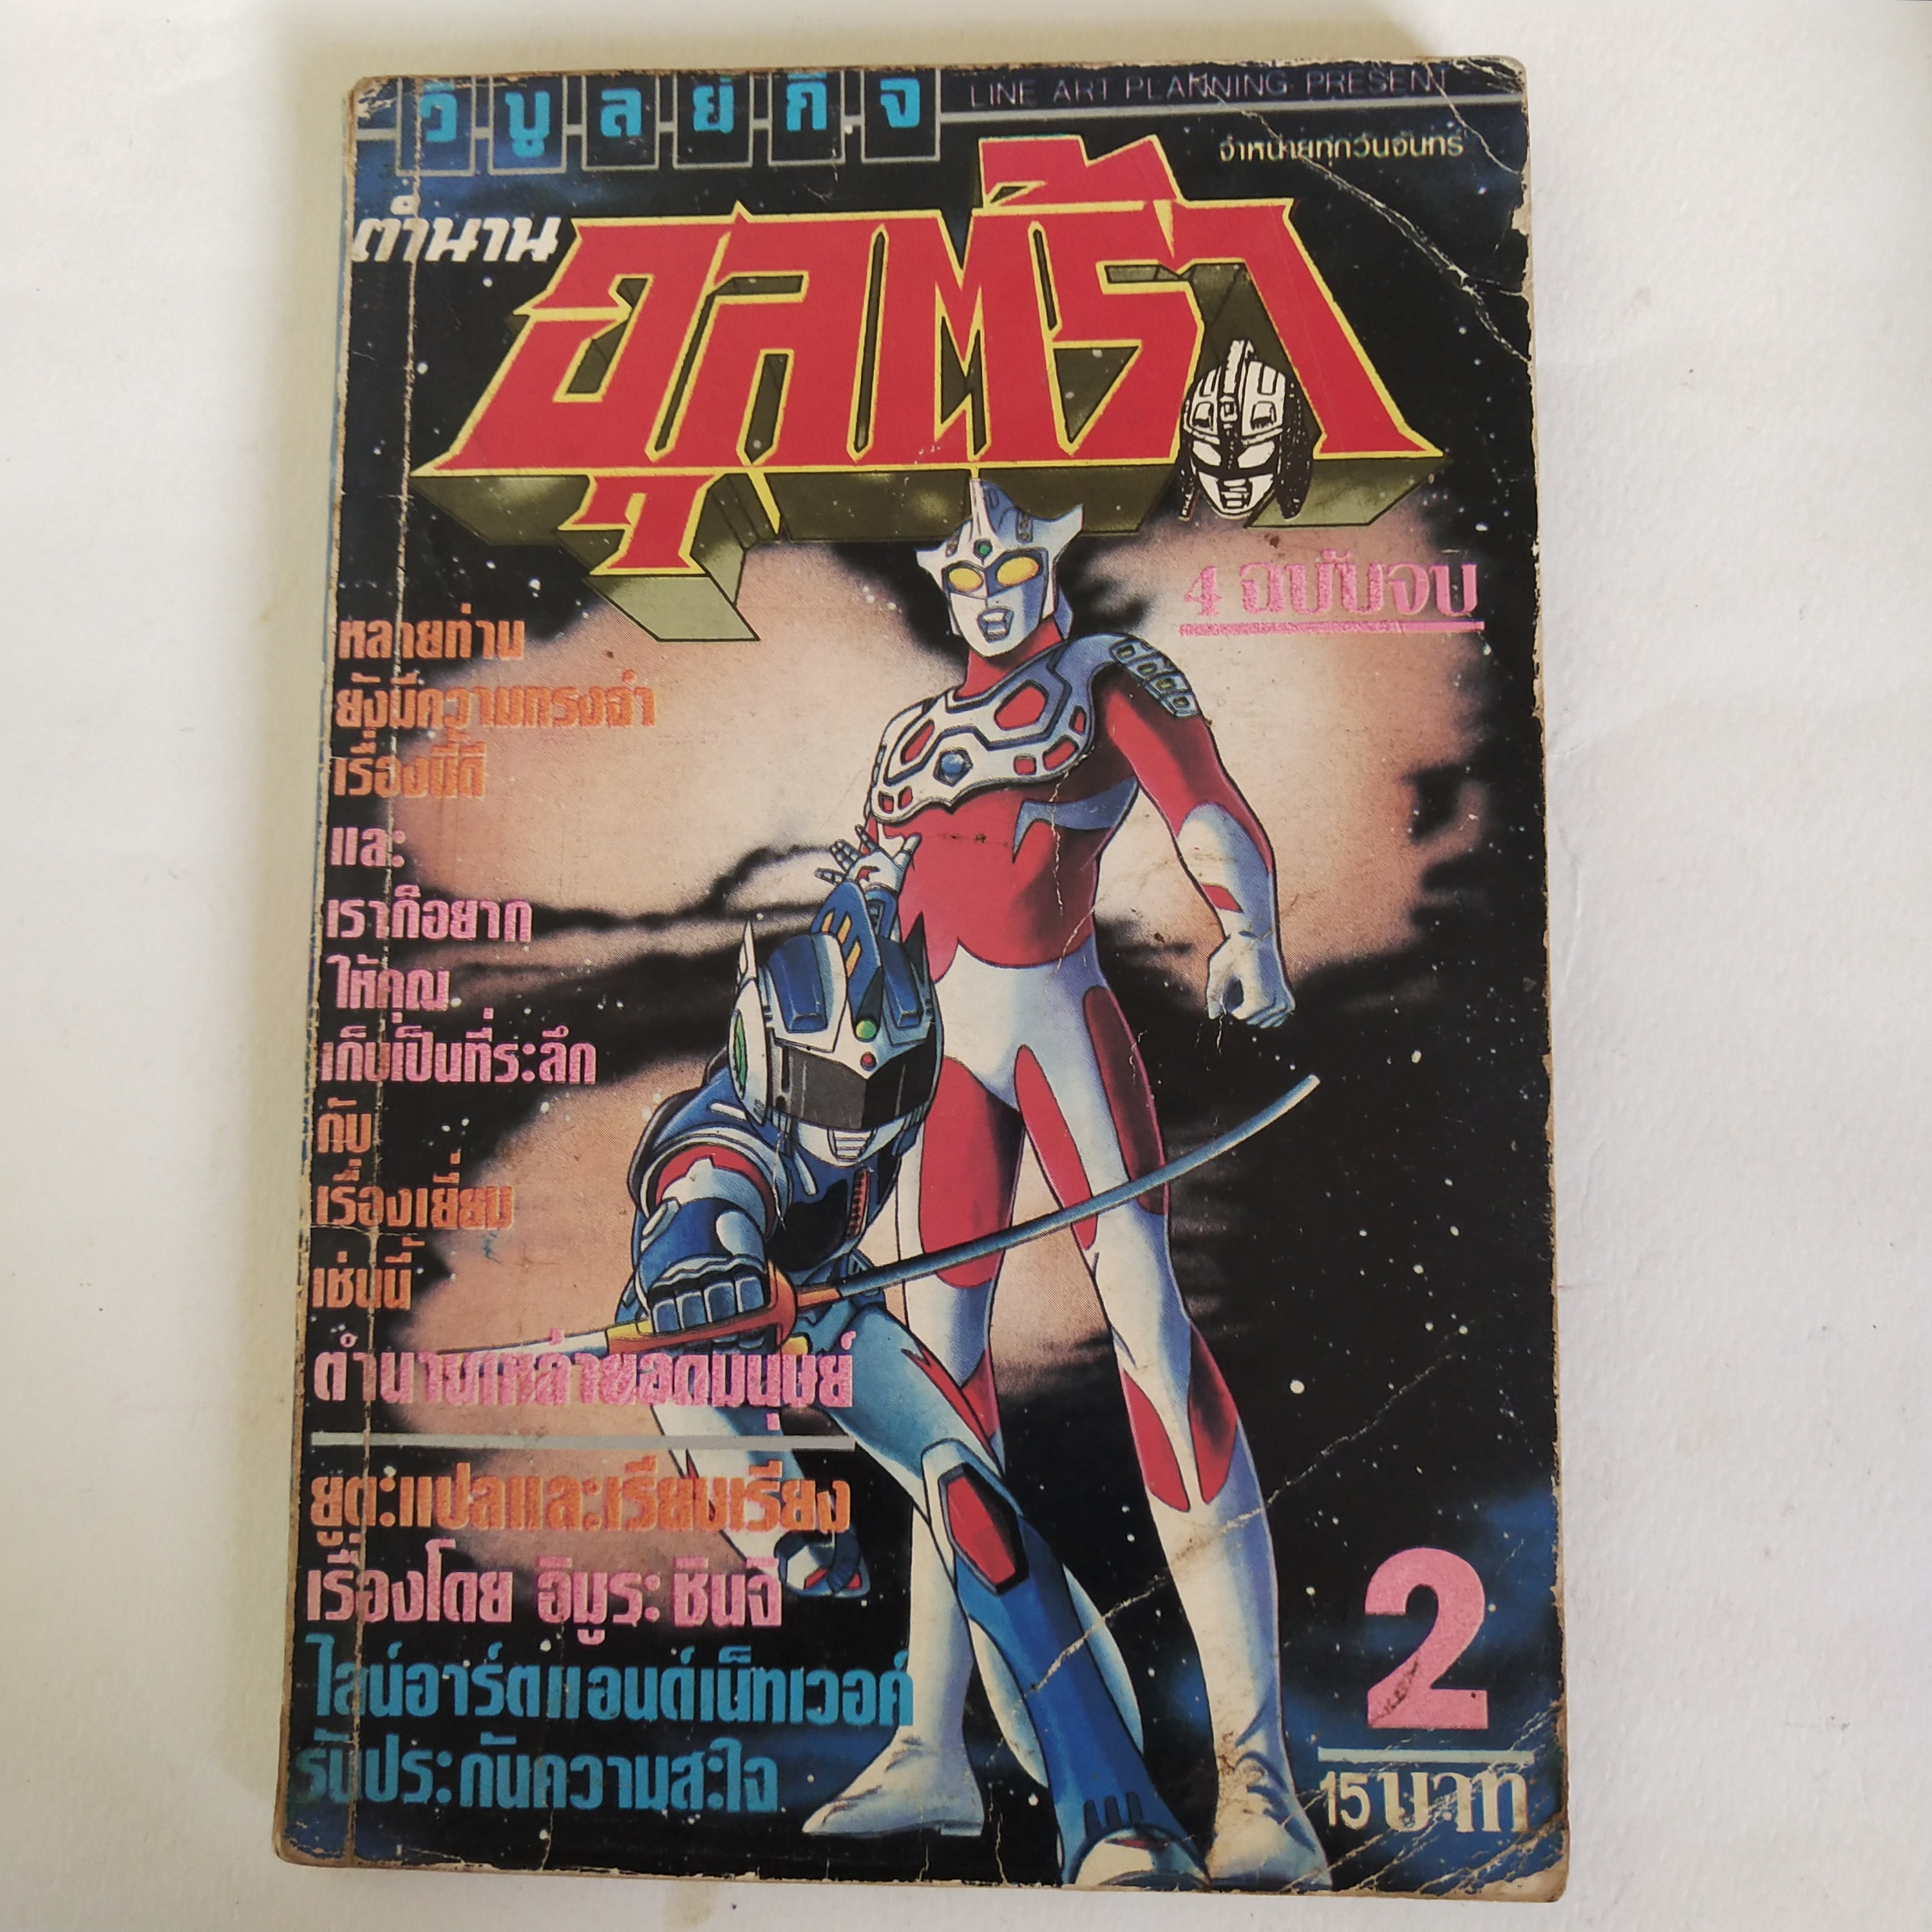 วิบูลย์กิจ
LINE ART PLANNING PRESENT
จำหน่ายทุกวันจันทร์
ตำนาน
อุลตร้า
4 ฉบับจบ
หลายท่าน
ยังมีความทรงจำ
เรื่องนี้ดี
และ
เราก็อยาก
ให้คุณ
เก็บเป็นที่ระลึก
กับ
เรื่องเยี่ยม
เช่นนี้
ตำนานเหล่ายอดมนุษย์
ยูตะแปลและเรียบเรียง
เรื่องโดย อิมูระ ชินจิ
ไลน์อาร์ตแอนด์เน็ทเวอค์
รับประกันความสะใจ
2
15 บาท